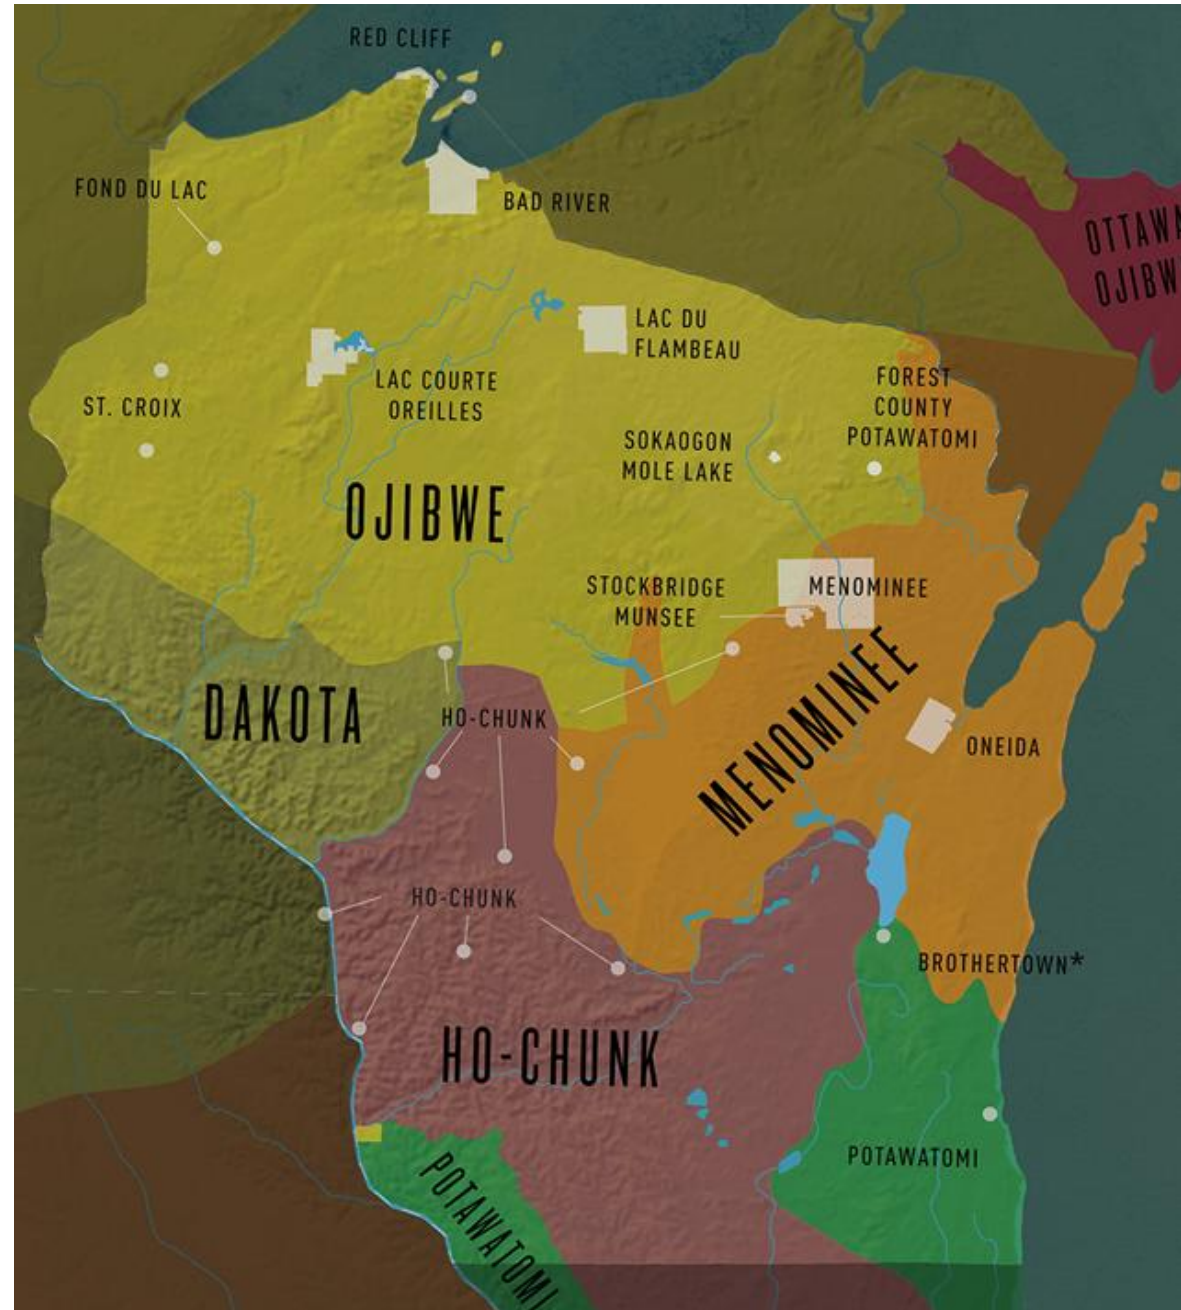 RED CLIFF
FOND DU LAC
BAD RIVER
OTTAWA
OJIBW
LAC DU
FLAMBEAU
LAC COURTE
OREILLES
ST. CROIX
FOREST
COUNTY
POTAWATOMI
SOKAOGON
MOLE LAKE
OJIBWE
STOCKBRIDGE
MUNSEE
MENOMINEE
DAKOTA
HO-CHUNK
MENOMINEE
ONEIDA
HO-CHUNK
BROTHERTOWN*
HO-CHUNK
POTAWATOMI
POTAWATOMI